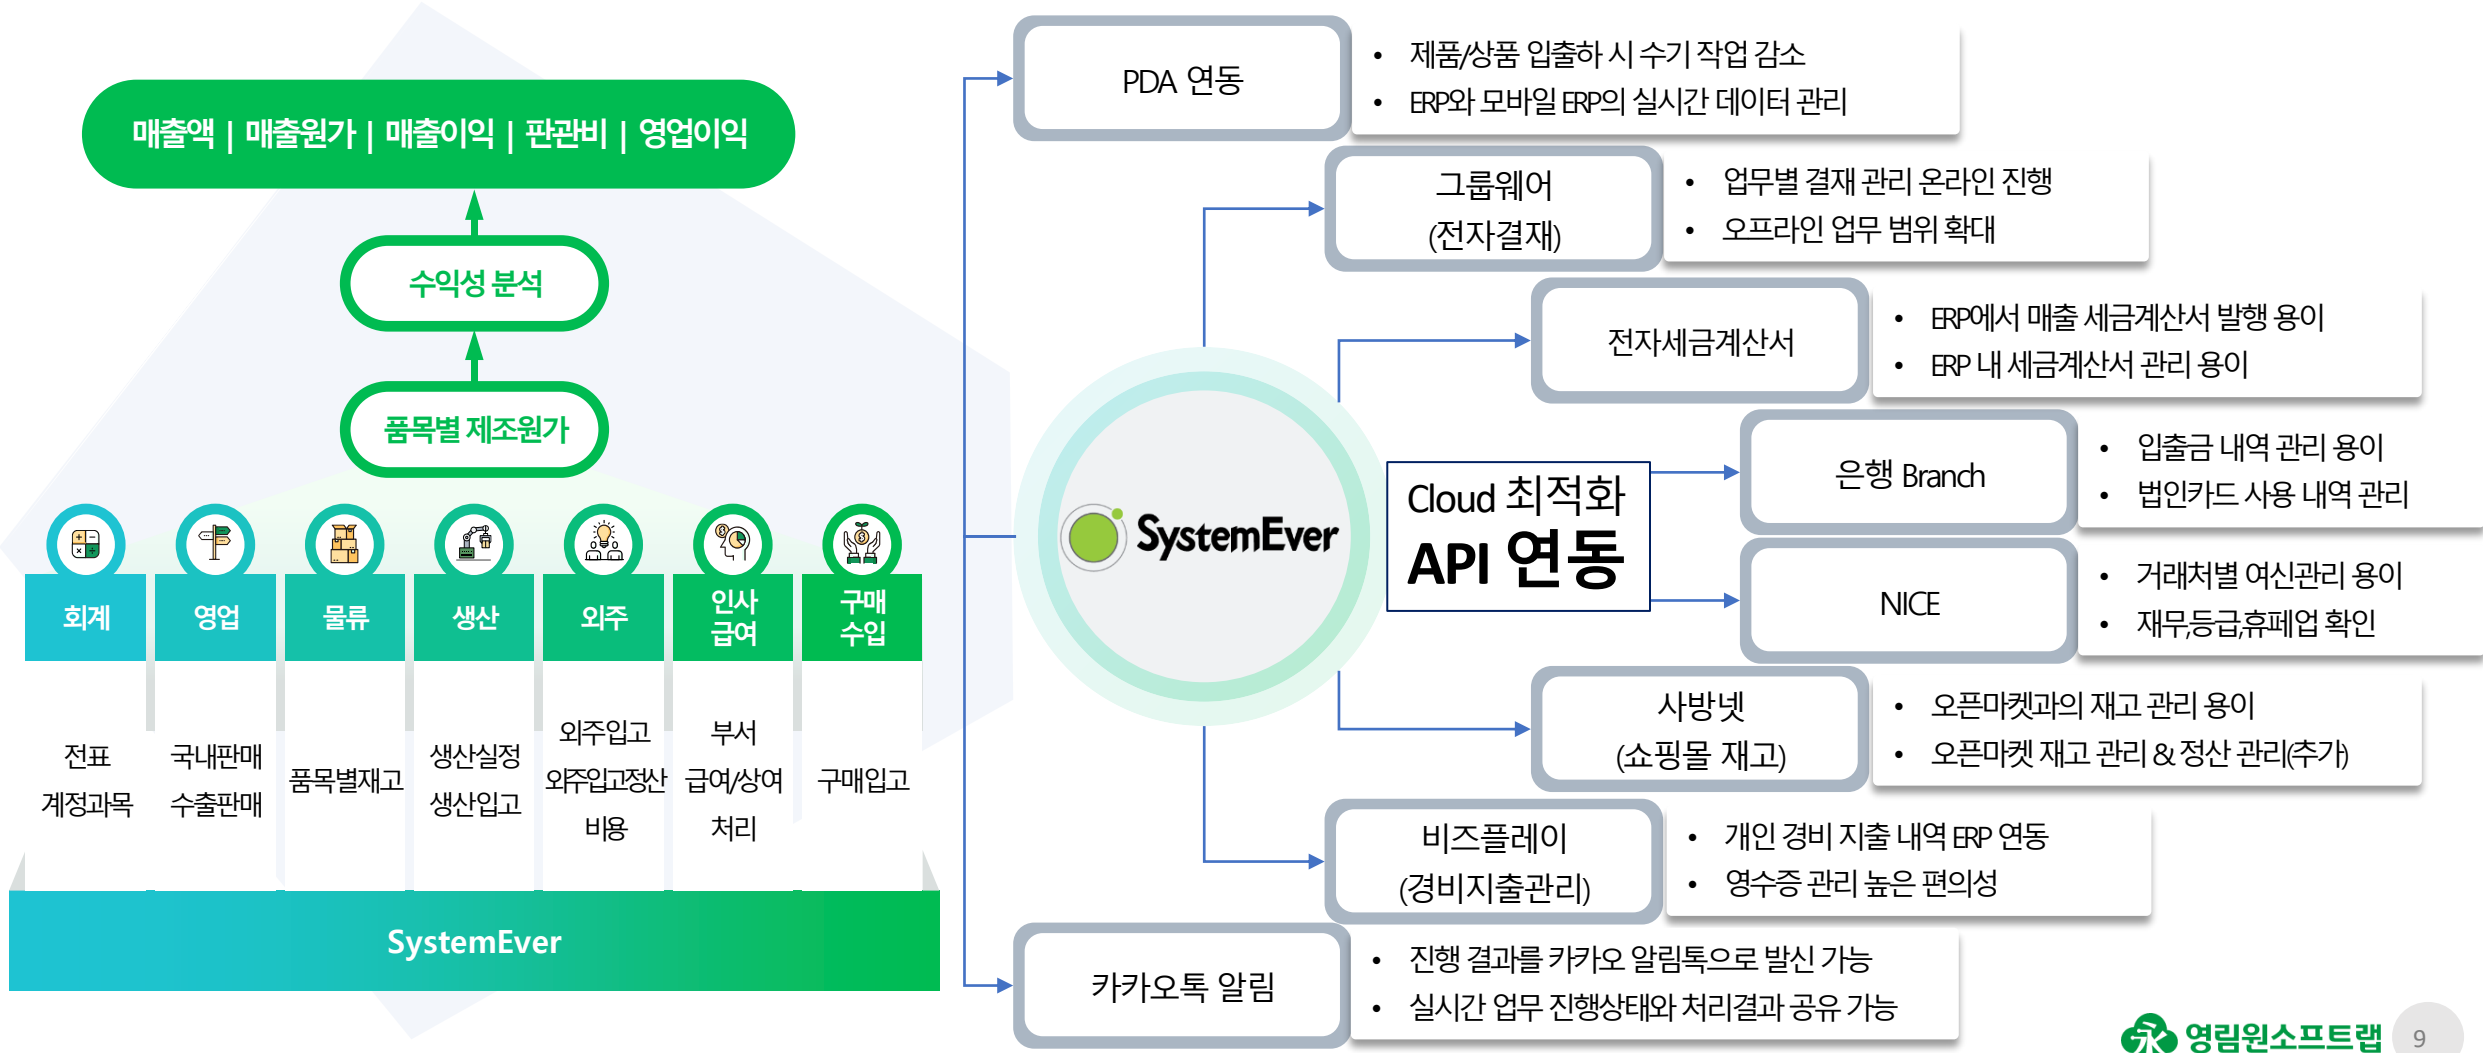 매출액 | 매출원가 | 매출이익 | 판관비 | 영업이익
수익성 분석
품목별 제조원가
회계
영업
물류
생산
외주
인사
급여
구매
수입
전표
계정과목
국내판매
수출판매
품목별재고
생산실정
생산입고
외주입고
외주입고정산
비용
부서
급여/상여
처리
구매입고
SystemEver
SystemEver
Cloud 최적화
API 연동
PDA 연동
• 제품/상품 입출하 시 수기 작업 감소
• ERP와 모바일 ERP의 실시간 데이터 관리
그룹웨어
(전자결재)
• 업무별 결재 관리 온라인 진행
• 오프라인 업무 범위 확대
전자세금계산서
• ERP에서 매출 세금계산서 발행 용이
• ERP 내 세금계산서 관리 용이
은행 Branch
• 입출금 내역 관리 용이
• 법인카드 사용 내역 관리
NICE
• 거래처별 여신관리 용이
• 재무,등급,휴폐업 확인
사방넷
(쇼핑몰 재고)
• 오픈마켓과의 재고 관리 용이
• 오픈마켓 재고 관리 & 정산 관리(추가)
비즈플레이
(경비지출관리)
• 개인 경비 지출 내역 ERP 연동
• 영수증 관리 높은 편의성
카카오톡 알림
• 진행 결과를 카카오 알림톡으로 발신 가능
• 실시간 업무 진행상태와 처리결과 공유 가능
永 영림원소프트랩
9